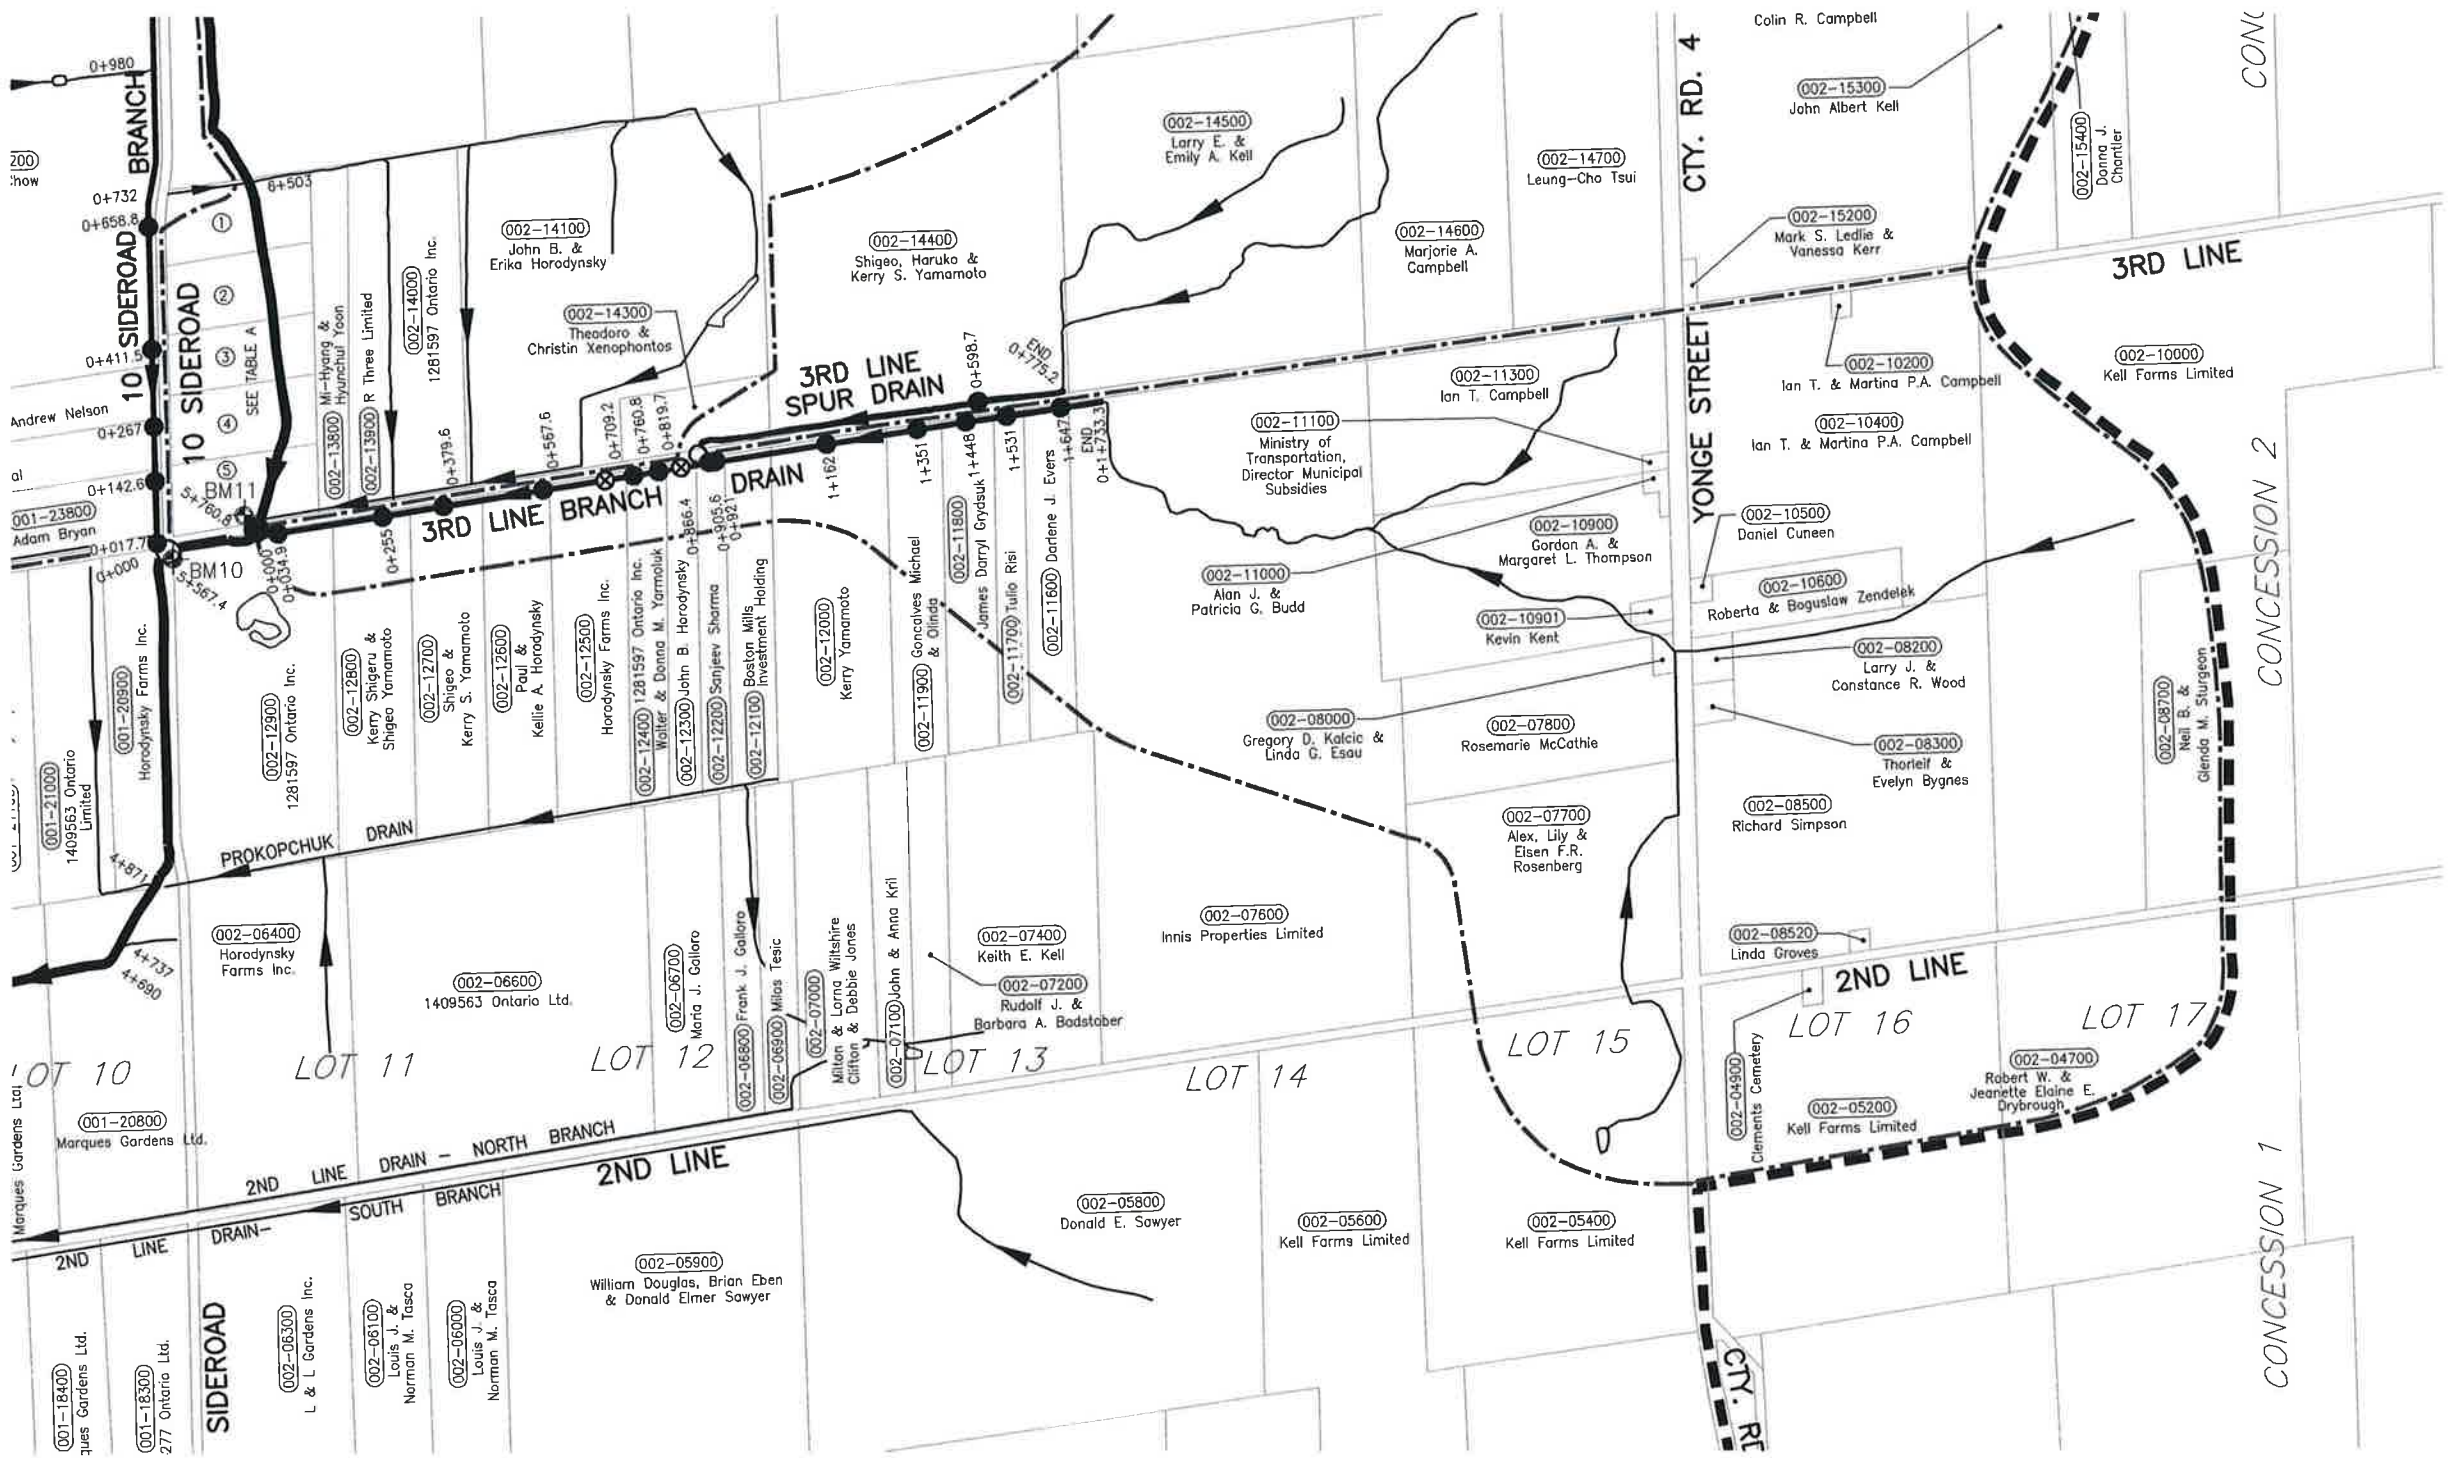 Colin R. Campbell
CONC
CTY. RD. 4
0+980
002-15300
John Albert Kell
10 SIDEROAD BRANCH
002-14500
Larry E. &
Emily A. Kell
002-15400
Donna J.
Chantler
200)
how
002-14700
Leung-Cho Tsui
6+503
0+732
0+658.8
①
002-14100
John B. &
Erika Horodynsky
002-14400
Shigeo, Haruko &
Kerry S. Yamamoto
002-14600
Marjorie A.
Campbell
002-15200
Mark S. Ledlie &
Vanessa Kerr
3RD LINE
②
10 SIDEROAD
SEE TABLE A
002-13800
Mi-Hyang &
Hyunchul Yoon
002-13900 R Three Limited
002-14000
1281597 Ontario Inc.
002-14300
Theodoro &
Christin Xenophontos
0+411.5
③
3RD LINE
SPUR DRAIN
0+598.7
END
0+775.2
YONGE STREET
002-10200
Ian T. & Martina P.A. Campbell
002-10000
Kell Farms Limited
002-11300
Ian T. Campbell
Andrew Nelson
0+267
④
0+379.6
0+567.6
0+709.2
0+760.8
0+819.7
002-11100
Ministry of
Transportation,
Director Municipal
Subsidies
002-10400
Ian T. & Martina P.A. Campbell
al
0+142.6
⑤
BM11
5+760.8
3RD LINE BRANCH DRAIN
1+162
1+351
1+448
1+531
1+647
END
0+1+733.3
CONCESSION 2
001-23800
Adam Bryan
0+017.7
0+000
BM10
5+567.4
0+000
0+034.9
0+255
0+866.4
0+905.6
0+921
002-10900
Gordon A. &
Margaret L. Thompson
002-10500
Daniel Cuneen
002-11000
Alan J. &
Patricia G. Budd
002-10600
Roberta & Boguslaw Zendelek
002-10901
Kevin Kent
001-20900
Horodynsky Farms Inc.
001-21000
1409563 Ontario
Limited
002-12900
1281597 Ontario Inc.
002-12800
Kerry Shigeru &
Shigeo Yamamoto
002-12700
Shigeo &
Kerry S. Yamamoto
002-12600
Paul &
Kellie A. Horodynsky
002-12500
Horodynsky Farms Inc.
002-12400 1281597 Ontario Inc.
Walter & Donna M. Yarmoluk
002-12300 John B. Horodynsky
002-12200 Sanjeev Sharma
002-12100 Boston Mills
Investment Holding
002-12000
Kerry Yamamoto
002-11900 Goncalves Michael
& Olinda
002-11800
James Darryl Grydsuk
002-11700 Tulio Risi
002-11600 Darlene J. Evers
002-08200
Larry J. &
Constance R. Wood
002-08000
Gregory D. Kalcic &
Linda G. Esau
002-07800
Rosemarie McCathie
002-08300
Thorleif &
Evelyn Bygnes
002-08700
Neil B. &
Glenda M. Sturgeon
002-07700
Alex, Lily &
Eisen F.R.
Rosenberg
002-08500
Richard Simpson
PROKOPCHUK DRAIN
4+871
002-06400
Horodynsky
Farms Inc.
4+737
4+690
002-06600
1409563 Ontario Ltd.
002-06700
Maria J. Galloro
002-06800 Frank J. Galloro
002-06900 Milos Tesic
002-07000
Milton & Lorna Wiltshire
Clifton & Debbie Jones
002-07100 John & Anna Kril
002-07400
Keith E. Kell
002-07200
Rudolf J. &
Barbara A. Badstober
002-07600
Innis Properties Limited
002-08520
Linda Groves
2ND LINE
LOT 10
LOT 11
LOT 12
LOT 13
LOT 14
LOT 15
LOT 16
LOT 17
002-04900
Clements Cemetery
002-04700
Robert W. &
Jeanette Elaine E.
Drybrough
002-05200
Kell Farms Limited
Marques Gardens Ltd.
001-20800
Marques Gardens Ltd.
2ND LINE DRAIN - NORTH BRANCH
2ND LINE
2ND LINE DRAIN- SOUTH BRANCH
002-05800
Donald E. Sawyer
002-05600
Kell Farms Limited
002-05400
Kell Farms Limited
CONCESSION 1
002-05900
William Douglas, Brian Eben
& Donald Elmer Sawyer
SIDEROAD
001-18400
ques Gardens Ltd.
001-18300
277 Ontario Ltd.
002-06300
L & L Gardens Inc.
002-06100
Louis J. &
Norman M. Tasca
002-06000
Louis J. &
Norman M. Tasca
CTY. RD